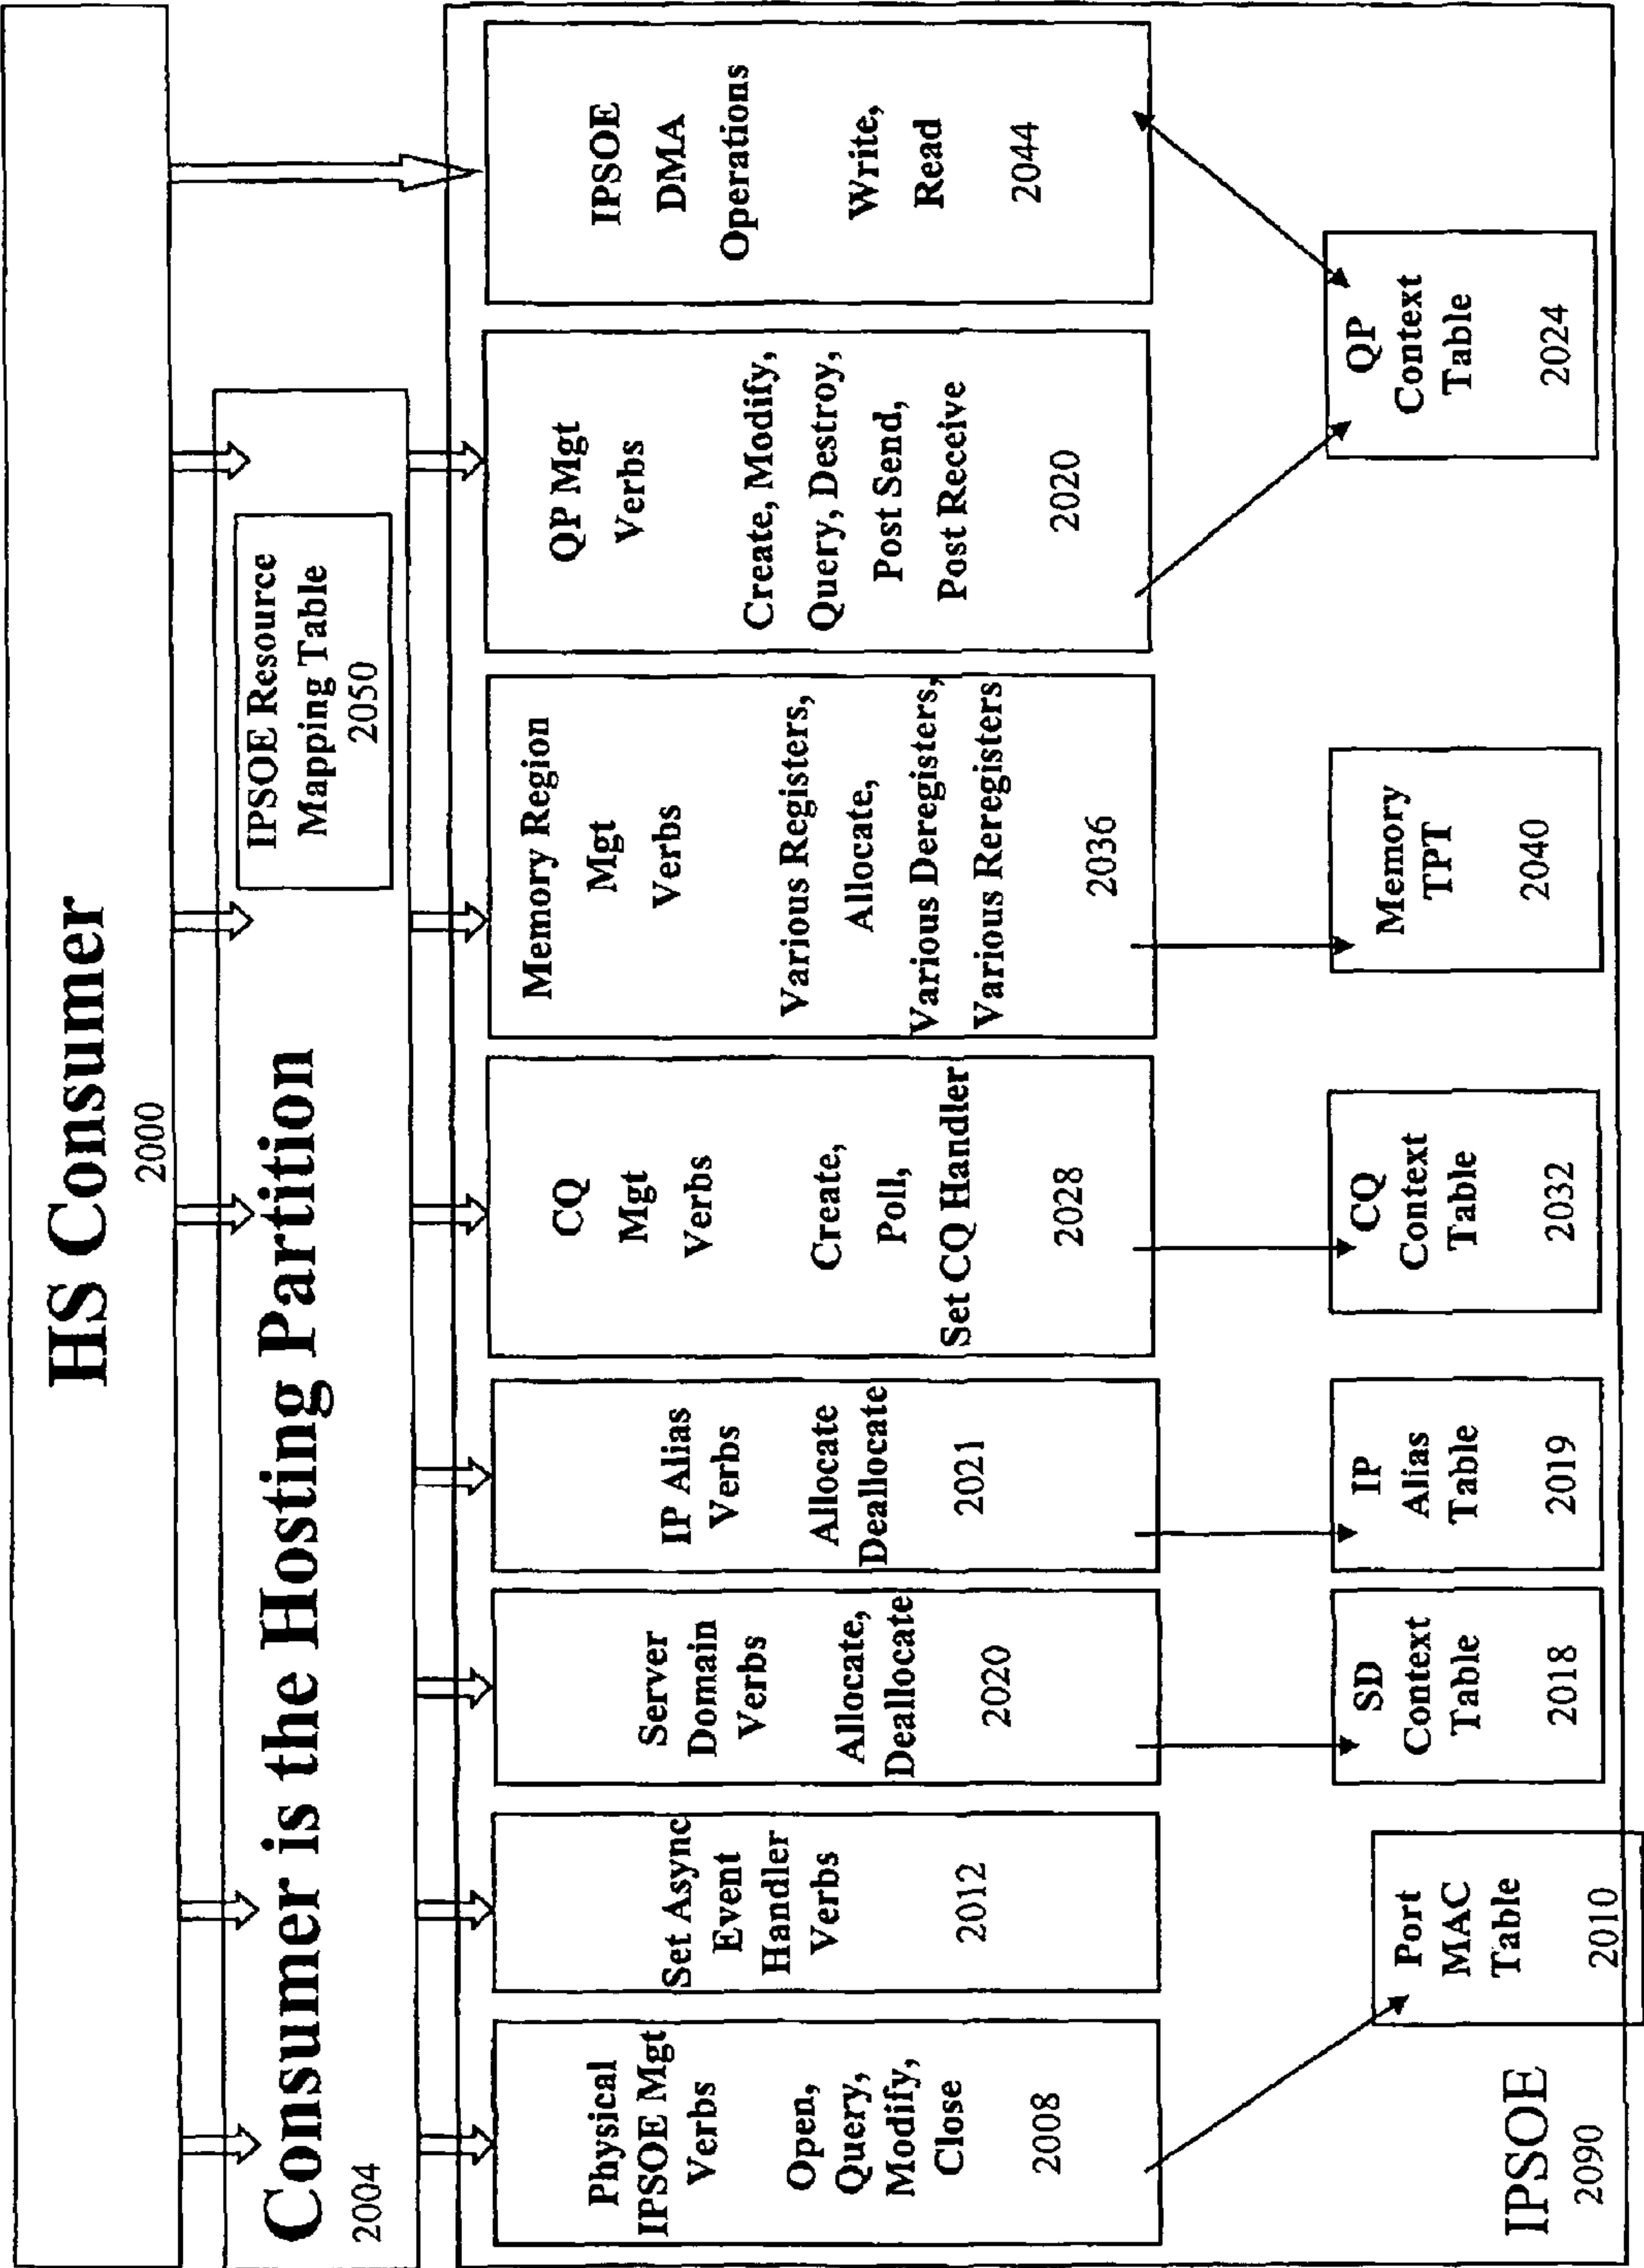 HS Consumer
2000
Consumer is the Hosting Partition
2004
IPSOE Resource
Mapping Table
2050
Physical
IPSOE Mgt
Verbs
Open,
Query,
Modify,
Close
2008
Set Async
Event
Handler
Verbs
2012
Server
Domain
Verbs
Allocate,
Deallocate
2020
IP Alias
Verbs
Allocate
Deallocate
2021
CQ
Mgt
Verbs
Create,
Poll,
Set CQ Handler
2028
Memory Region
Mgt
Verbs
Various Registers,
Allocate,
Various Deregisters,
Various Reregisters
2036
QP Mgt
Verbs
Create, Modify,
Query, Destroy,
Post Send,
Post Receive
2020
IPSOE
DMA
Operations
Write,
Read
2044
IPSOE
2090
Port
MAC
Table
2010
SD
Context
Table
2018
IP
Alias
Table
2019
CQ
Context
Table
2032
Memory
TPT
2040
QP
Context
Table
2024